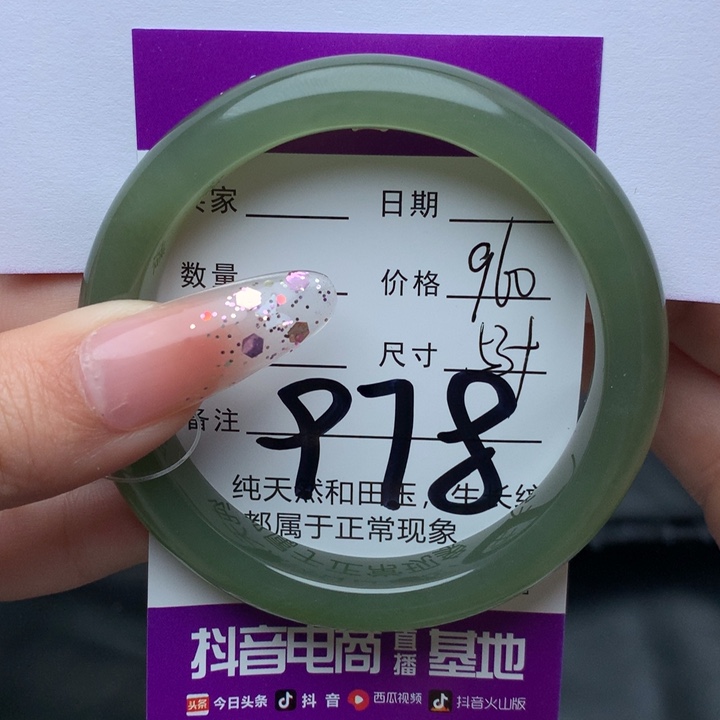 家 日期
数量 价格 960
尺寸 53+
备注 978
纯天然和田玉，生长纹
都属于正常现象
抖音电商直播基地
头条 今日头条 抖音 西瓜视频 抖音火山版